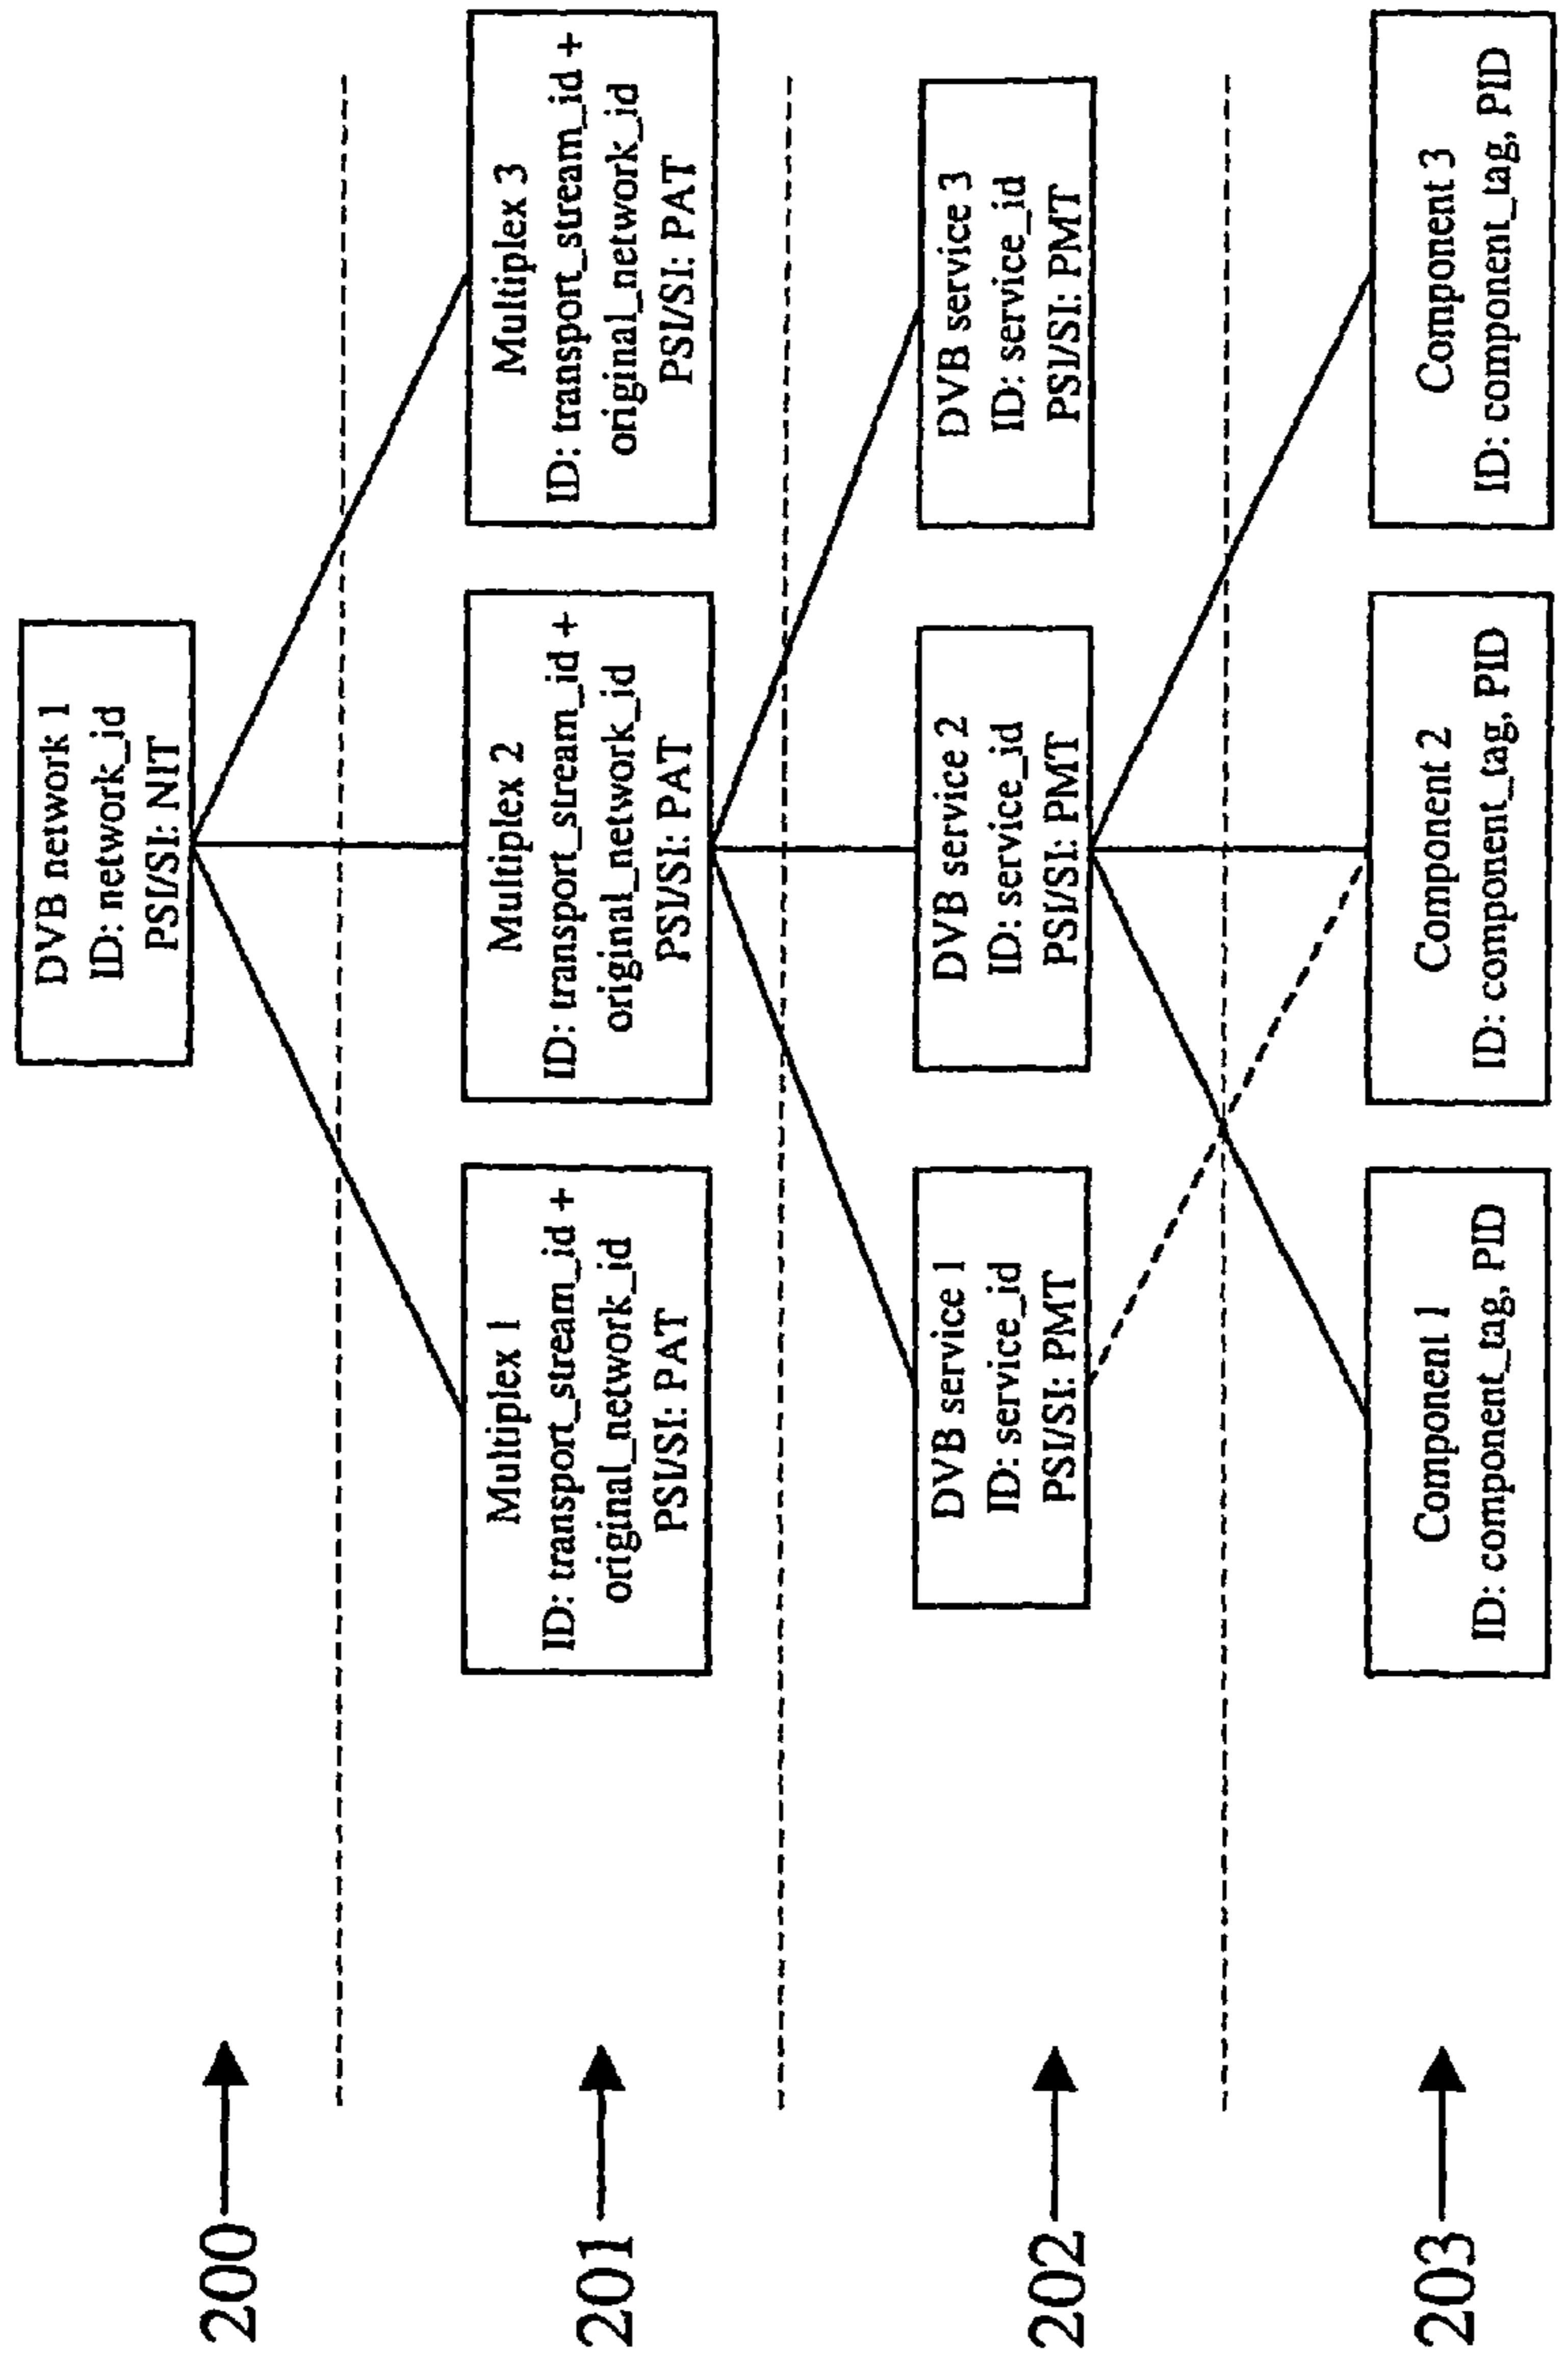 200
DVB network 1
ID: network_id
PSI/SI: NIT
201
Multiplex 1
ID: transport_stream_id +
original_network_id
PSI/SI: PAT
Multiplex 2
ID: transport_stream_id +
original_network_id
PSI/SI: PAT
Multiplex 3
ID: transport_stream_id +
original_network_id
PSI/SI: PAT
202
DVB service 1
ID: service_id
PSI/SI: PMT
DVB service 2
ID: service_id
PSI/SI: PMT
DVB service 3
ID: service_id
PSI/SI: PMT
203
Component 1
ID: component_tag, PID
Component 2
ID: component_tag, PID
Component 3
ID: component_tag, PID